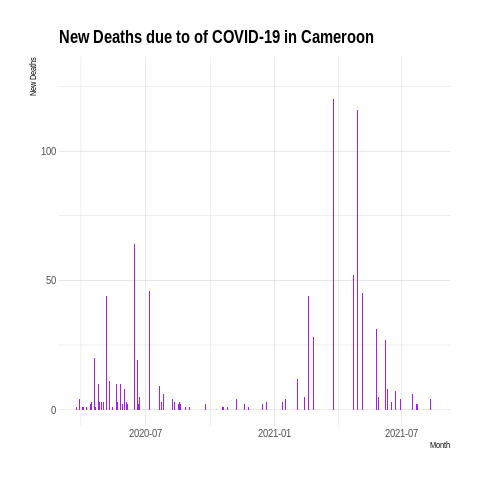 New Deaths due to of COVID-19 in Cameroon
New Deaths
100
50
0
2020-07
2021-01
2021-07
Month